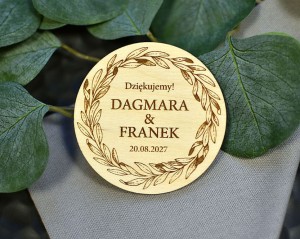 Dziękujemy!
DAGMARA
&
FRANEK
20.08.2027